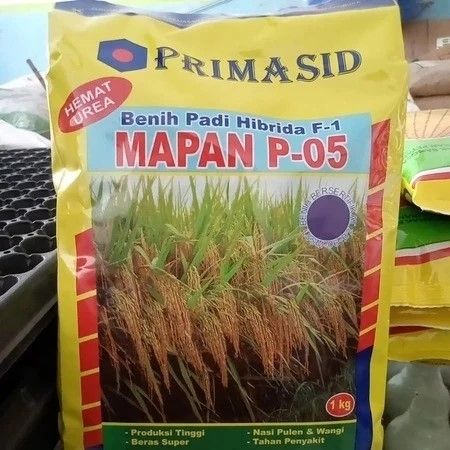 PRIMASID
HEMAT
UREA
Benih Padi Hibrida F-1
MAPAN P-05
1 kg
- Produksi Tinggi
- Beras Super
- Nasi Pulen & Wangi
- Tahan Penyakit